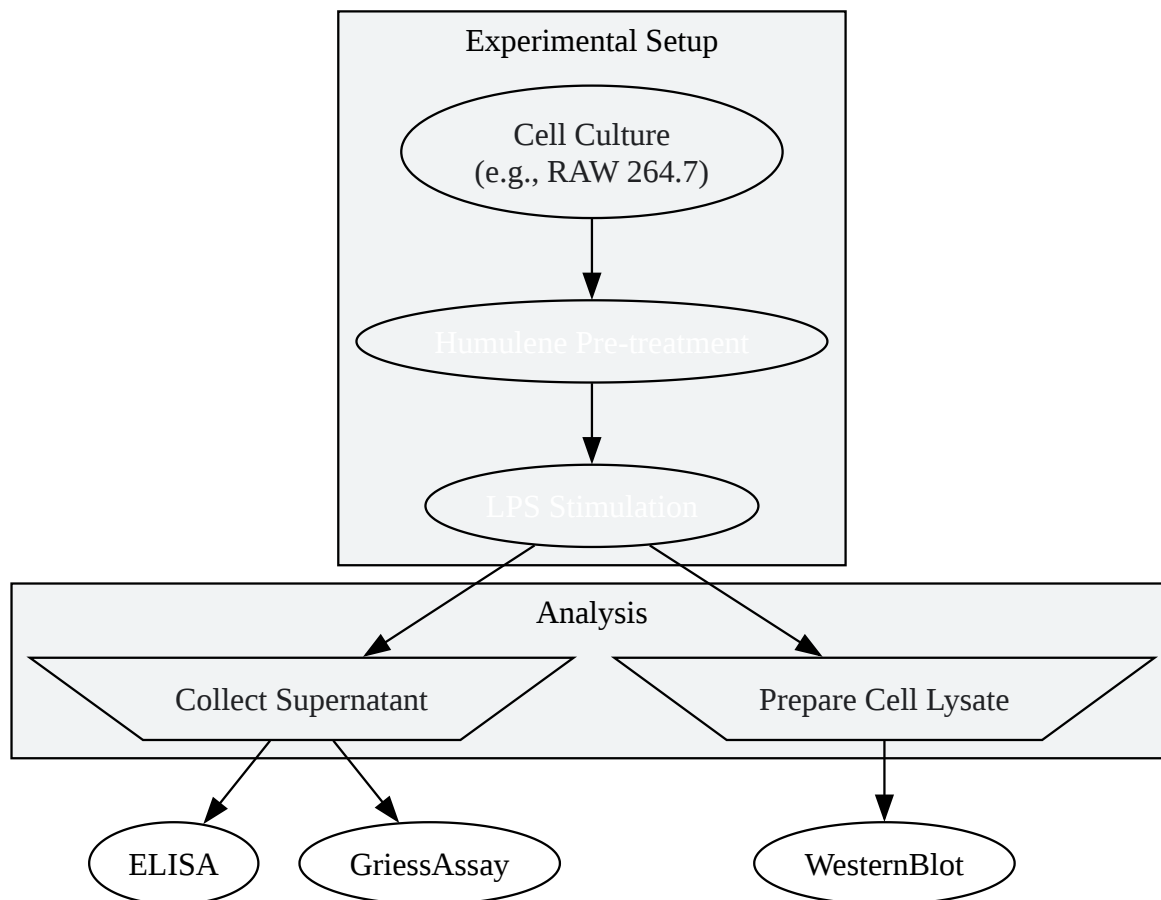 Experimental Setup
Cell Culture
(e.g., RAW 264.7)
Humulene Pre-treatment
LPS Stimulation
Analysis
Collect Supernatant
Prepare Cell Lysate
ELISA
GriessAssay
WesternBlot